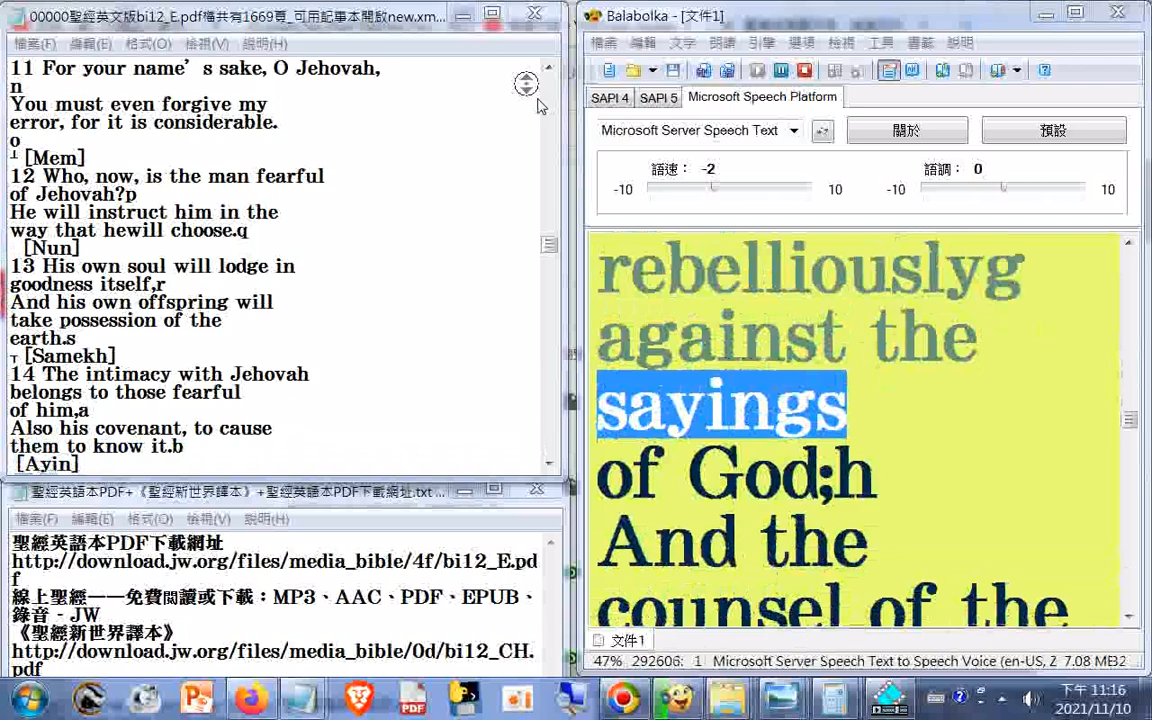 00000聖經英文版bi12_E.pdf檔共有1669頁_可用記事本開啟new.xm...
檔案(F) 編輯(E) 格式(O) 檢視(V) 說明(H)
11 For your name’s sake, O Jehovah,
n
You must even forgive my
error, for it is considerable.
o
┘ [Mem]
12 Who, now, is the man fearful
of Jehovah?p
He will instruct him in the
way that hewill choose.q
[Nun]
13 His own soul will lodge in
goodness itself,r
And his own offspring will
take possession of the
earth.s
┬ [Samekh]
14 The intimacy with Jehovah
belongs to those fearful
of him,a
Also his covenant, to cause
them to know it.b
[Ayin]
聖經英語本PDF+《聖經新世界譯本》+聖經英語本PDF下載網址.txt ...
檔案(F) 編輯(E) 格式(O) 檢視(V) 說明(H)
聖經英語本PDF下載網址
http://download.jw.org/files/media_bible/4f/bi12_E.pd
f
線上聖經——免費閱讀或下載：MP3、AAC、PDF、EPUB、
錄音 - JW
《聖經新世界譯本》
http://download.jw.org/files/media_bible/0d/bi12_CH.
pdf
Balabolka - [文件1]
檔案 編輯 文字 朗讀 引擎 選項 檢視 工具 書籤 說明
SAPI 4 SAPI 5 Microsoft Speech Platform
Microsoft Server Speech Text 關於 預設
語速： -2 語調： 0
-10 10 -10 10
rebelliouslyg
against the
sayings
of God;h
And the
counsel of the
文件1
47% 292606: 1 Microsoft Server Speech Text to Speech Voice (en-US, Z 7.08 MB2
下午 11:16
2021/11/10